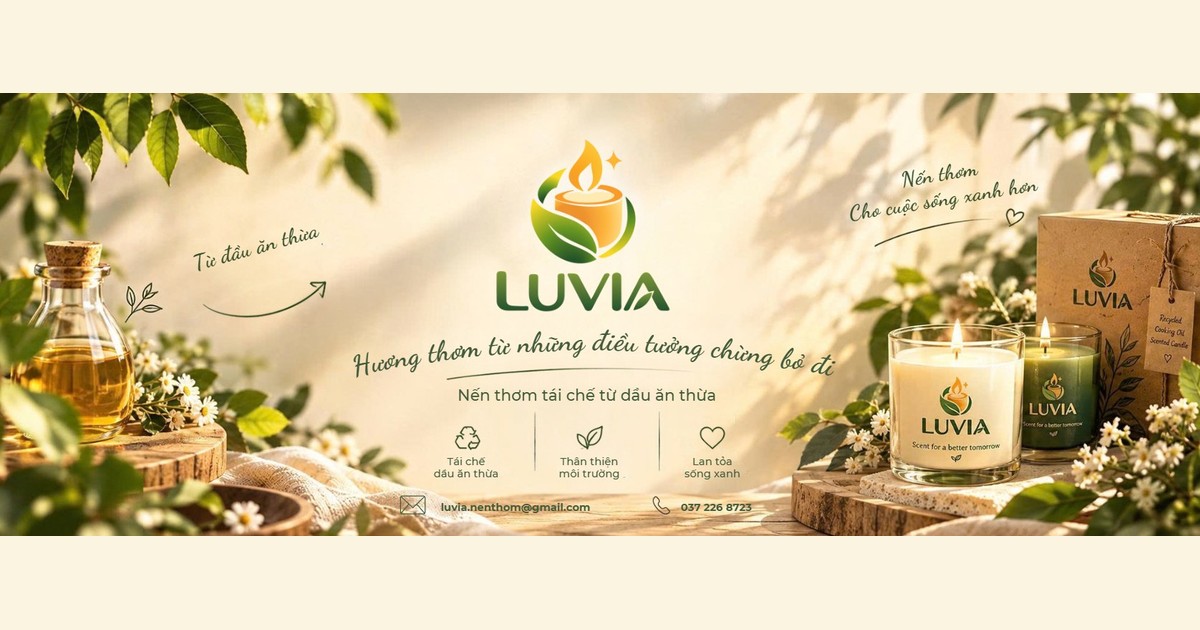 LUVIA
Từ dầu ăn thừa
Nến thơm
Cho cuộc sống xanh hơn
Hương thơm từ những điều tưởng chừng bỏ đi
Nến thơm tái chế từ dầu ăn thừa
Tái chế
dầu ăn thừa
Thân thiện
môi trường
Lan tỏa
sống xanh
luvia.nenthom@gmail.com
037 226 8723
LUVIA
Recycled
Cooking Oil
Scented Candle
LUVIA
Scent for a better tomorrow
LUVIA
Scent for a better tomorrow